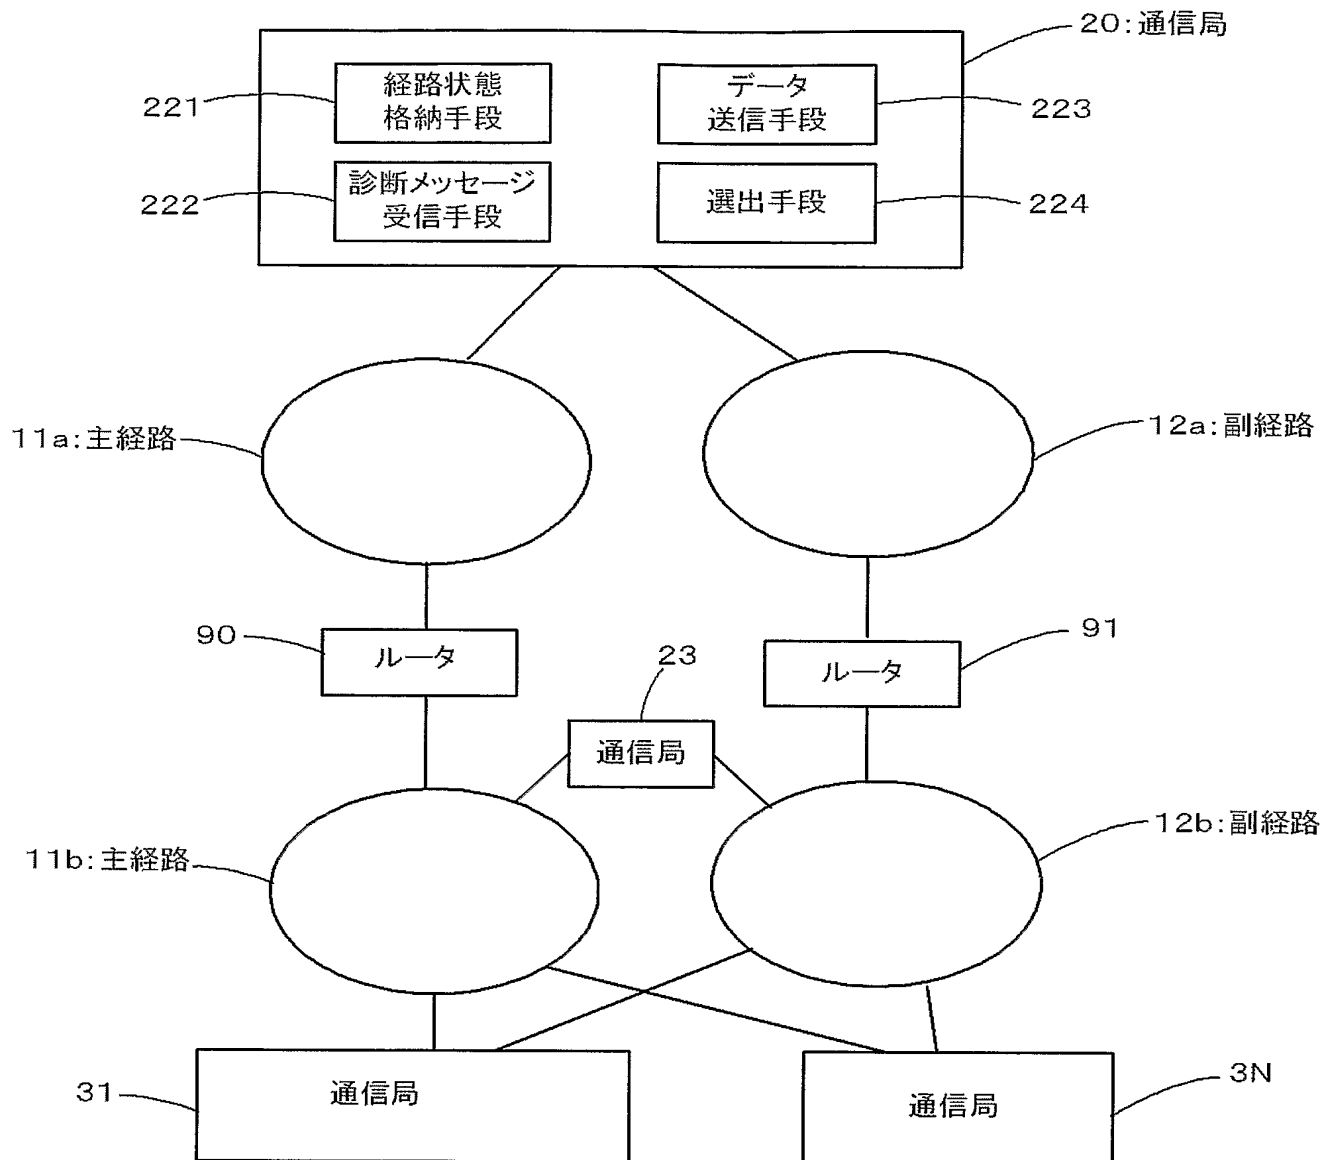 20:通信局
221
経路状態
格納手段
データ
送信手段
223
222
診断メッセージ
受信手段
選出手段
224
11a:主経路
12a:副経路
90
ルータ
23
91
ルータ
通信局
11b:主経路
12b:副経路
31
通信局
通信局
3N